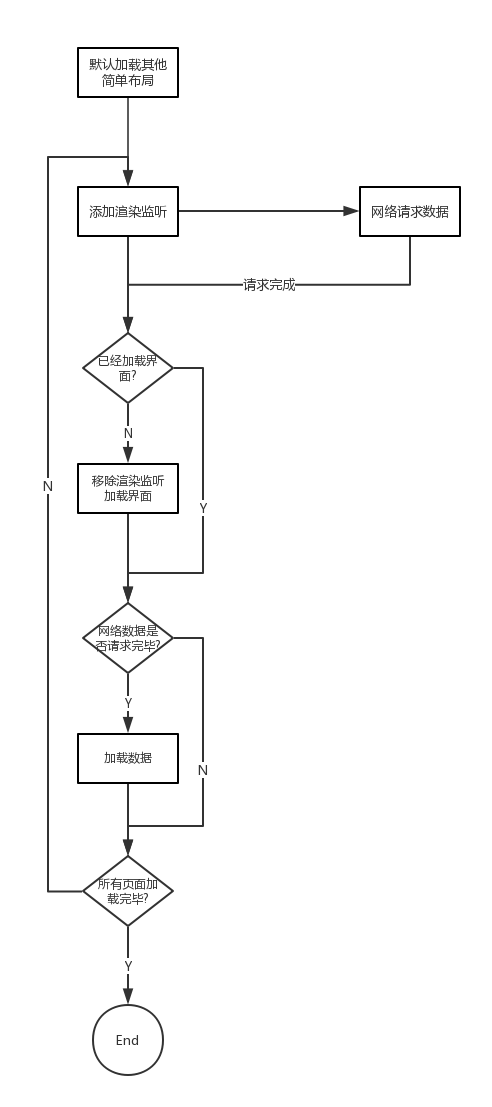 默认加载其他
简单布局
添加渲染监听
网络请求数据
请求完成
已经加载界
面?
N
移除渲染监听
加载界面
N
Y
网络数据是
否请求完毕?
Y
加载数据
N
所有页面加
载完毕?
Y
End